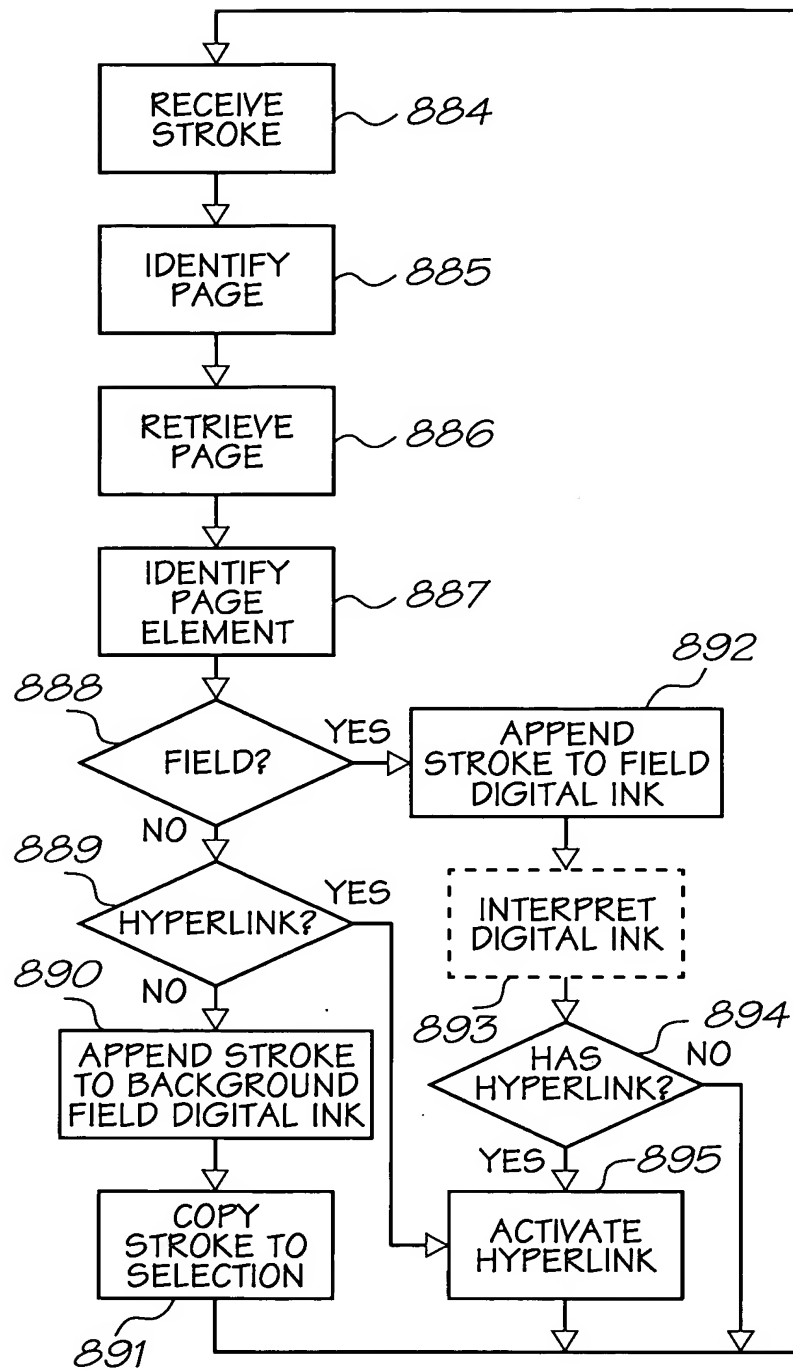 RECEIVE
STROKE
884
IDENTIFY
PAGE
885
RETRIEVE
PAGE
886
IDENTIFY
PAGE
ELEMENT
887
888
FIELD?
YES
NO
892
APPEND
STROKE TO FIELD
DIGITAL INK
889
HYPERLINK?
YES
NO
INTERPRET
DIGITAL INK
893
890
APPEND STROKE
TO BACKGROUND
FIELD DIGITAL INK
894
HAS
HYPERLINK?
NO
YES
895
COPY
STROKE TO
SELECTION
891
ACTIVATE
HYPERLINK